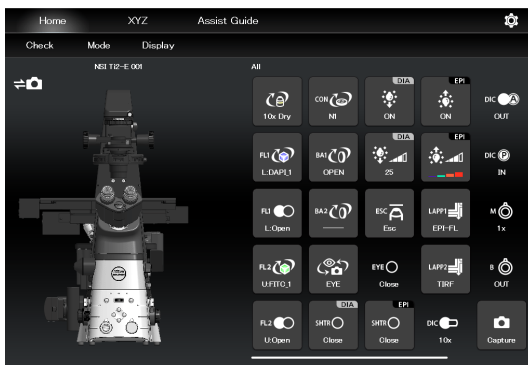 Home XYZ Assist Guide
Check Mode Display
NSI Ti2-E 001
All
10x Dry
CON
N1
DIA
ON
EPI
ON
DIC A
OUT
FL1
L:DAPI_1
BA1
OPEN
DIA
25
EPI
DIC P
IN
FL1
L:Open
BA2
ESC
Esc
LAPP1
EPI-FL
M
1x
FL2
U:FITC_1
EYE
EYE
Close
LAPP2
TIRF
B
OUT
FL2
U:Open
DIA
SHTR
Close
EPI
SHTR
Close
DIC
10x
Capture